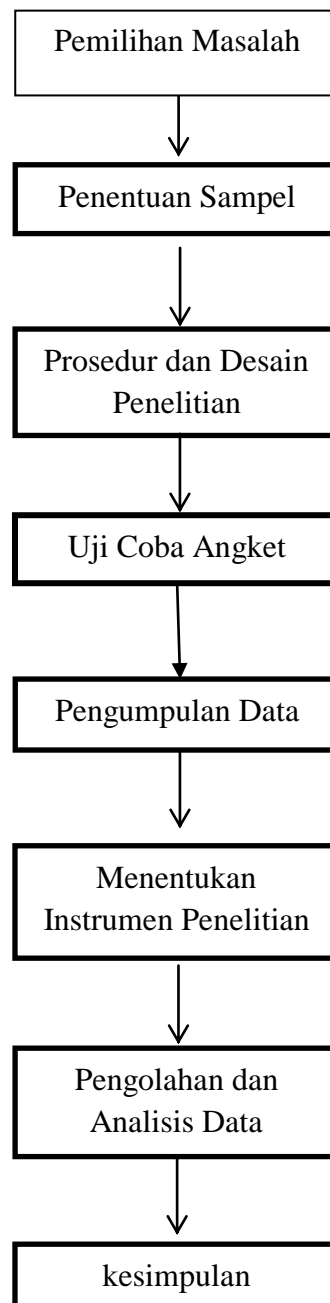 Pemilihan Masalah
Penentuan Sampel
Prosedur dan Desain
Penelitian
Uji Coba Angket
Pengumpulan Data
Menentukan
Instrumen Penelitian
Pengolahan dan
Analisis Data
kesimpulan